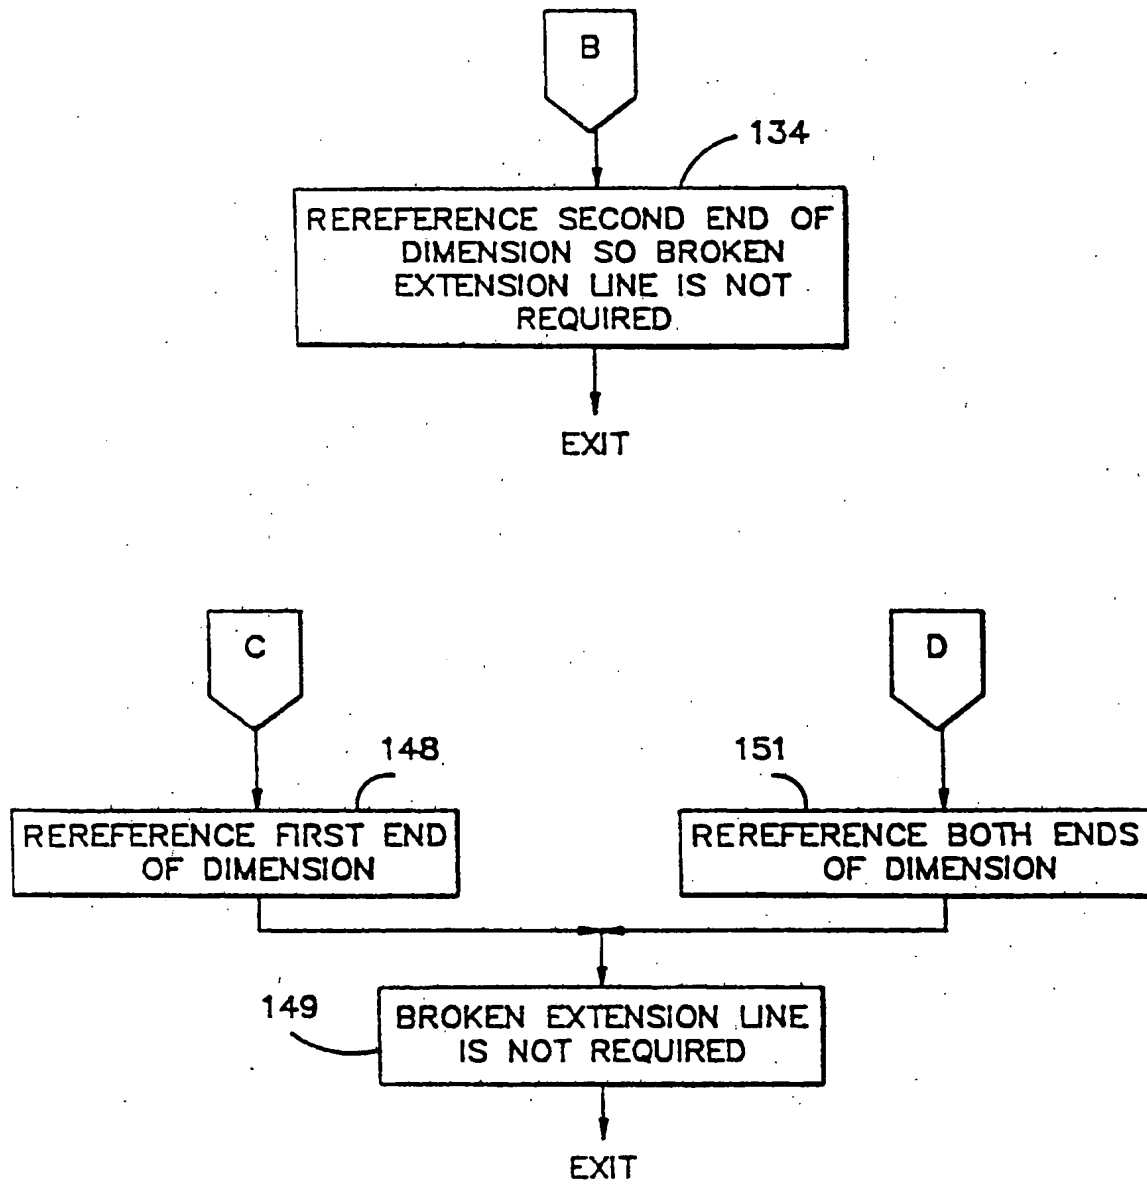 B
134
REREFERENCE SECOND END OF
DIMENSION SO BROKEN
EXTENSION LINE IS NOT
REQUIRED
EXIT
C
D
148
151
REREFERENCE FIRST END
OF DIMENSION
REREFERENCE BOTH ENDS
OF DIMENSION
149
BROKEN EXTENSION LINE
IS NOT REQUIRED
EXIT